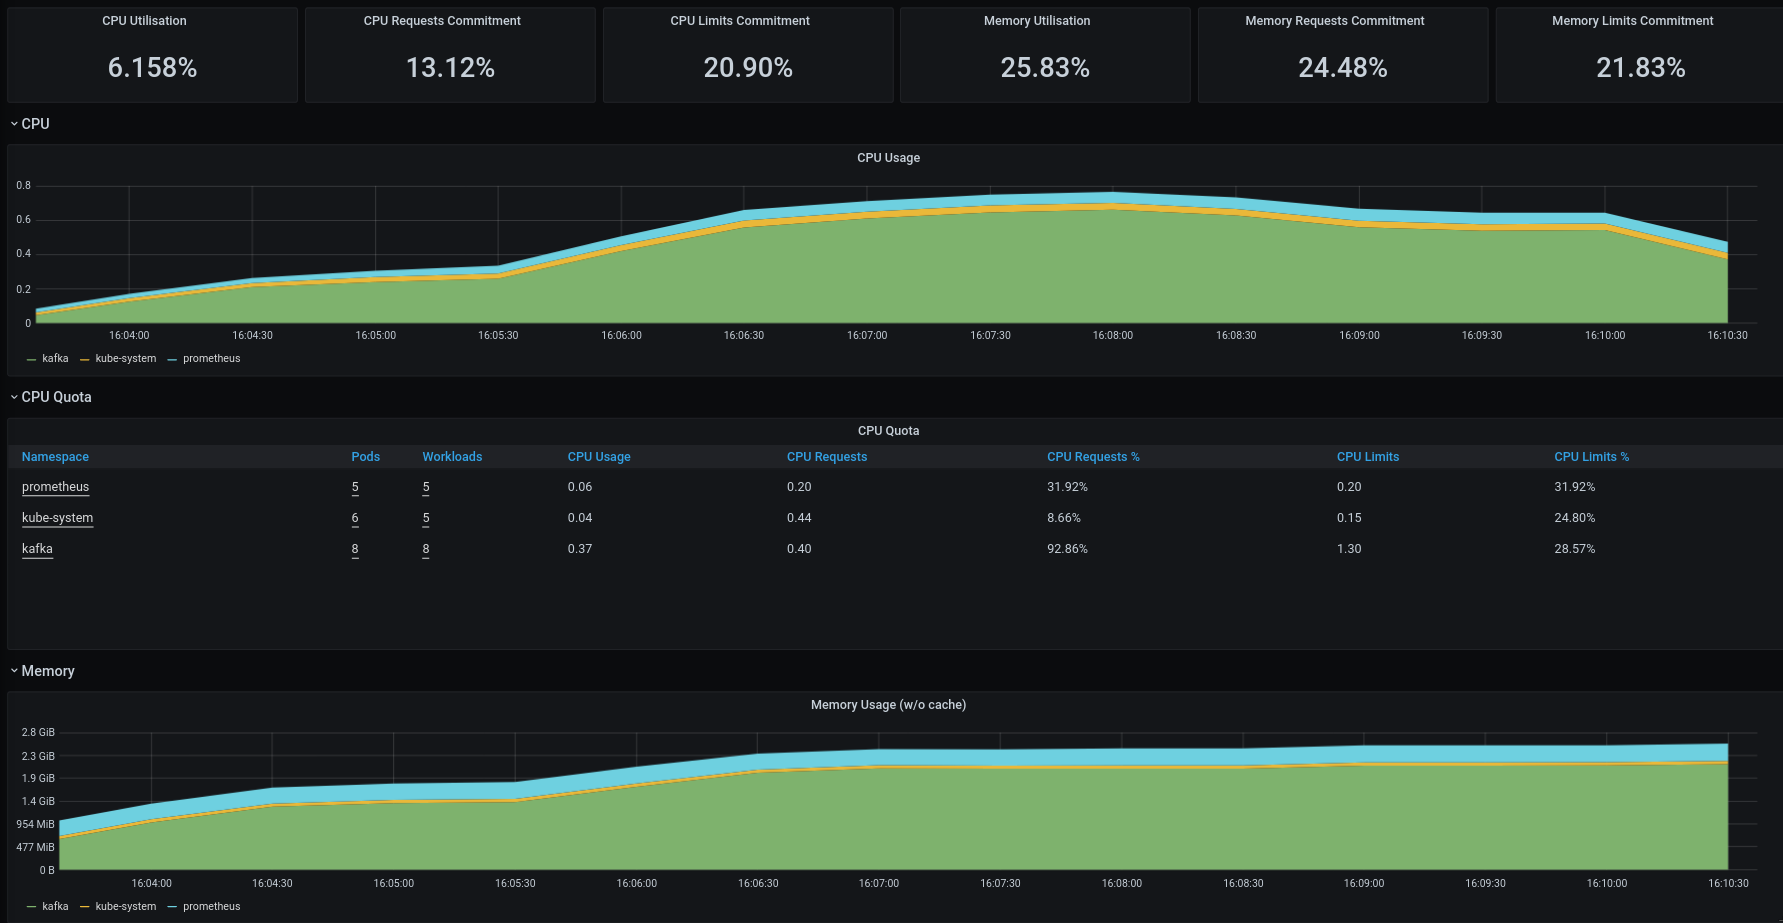 CPU Utilisation CPU Requests Commitment CPU Limits Commitment Memory Utilisation Memory Requests Commitment Memory Limits Commitment
6.158% 13.12% 20.90% 25.83% 24.48% 21.83%
CPU
CPU Usage
0.8
0.6
0.4
0.2
0
16:04:00 16:04:30 16:05:00 16:05:30 16:06:00 16:06:30 16:07:00 16:07:30 16:08:00 16:08:30 16:09:00 16:09:30 16:10:00 16:10:30
kafka kube-system prometheus
CPU Quota
CPU Quota
Namespace Pods Workloads CPU Usage CPU Requests CPU Requests % CPU Limits CPU Limits %
prometheus 5 5 0.06 0.20 31.92% 0.20 31.92%
kube-system 6 5 0.04 0.44 8.66% 0.15 24.80%
kafka 8 8 0.37 0.40 92.86% 1.30 28.57%
Memory
Memory Usage (w/o cache)
2.8 GiB
2.3 GiB
1.9 GiB
1.4 GiB
954 MiB
477 MiB
0 B
16:04:00 16:04:30 16:05:00 16:05:30 16:06:00 16:06:30 16:07:00 16:07:30 16:08:00 16:08:30 16:09:00 16:09:30 16:10:00 16:10:30
kafka kube-system prometheus